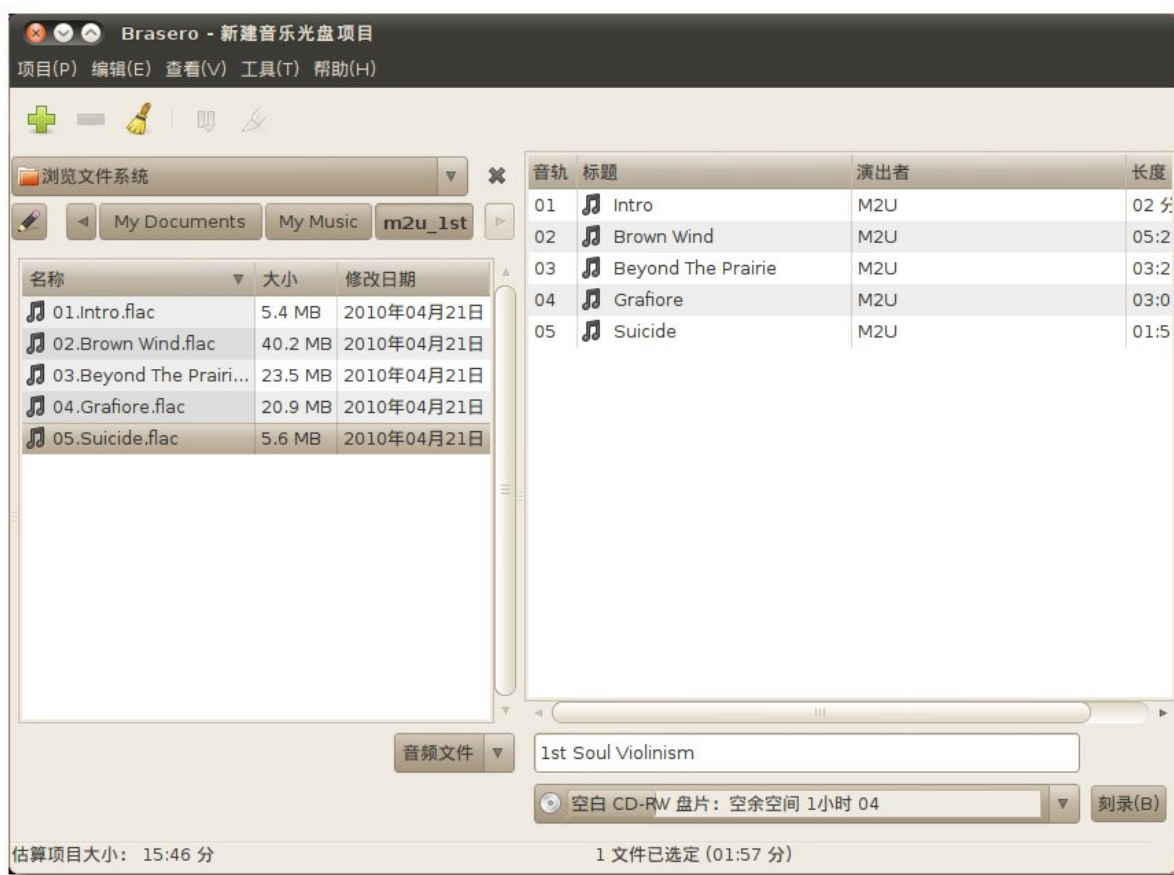 Brasero - 新建音乐光盘项目
项目(P) 编辑(E) 查看(V) 工具(T) 帮助(H)
浏览文件系统
My Documents My Music m2u_1st
名称 大小 修改日期
01.Intro.flac 5.4 MB 2010年04月21日
02.Brown Wind.flac 40.2 MB 2010年04月21日
03.Beyond The Prairi... 23.5 MB 2010年04月21日
04.Grafiore.flac 20.9 MB 2010年04月21日
05.Suicide.flac 5.6 MB 2010年04月21日
音频文件
音轨 标题 演出者 长度
01 Intro M2U 02 分
02 Brown Wind M2U 05:2
03 Beyond The Prairie M2U 03:2
04 Grafiore M2U 03:0
05 Suicide M2U 01:5
1st Soul Violinism
空白 CD-RW 盘片：空余空间 1小时 04
刻录(B)
估算项目大小： 15:46 分
1 文件已选定 (01:57 分)